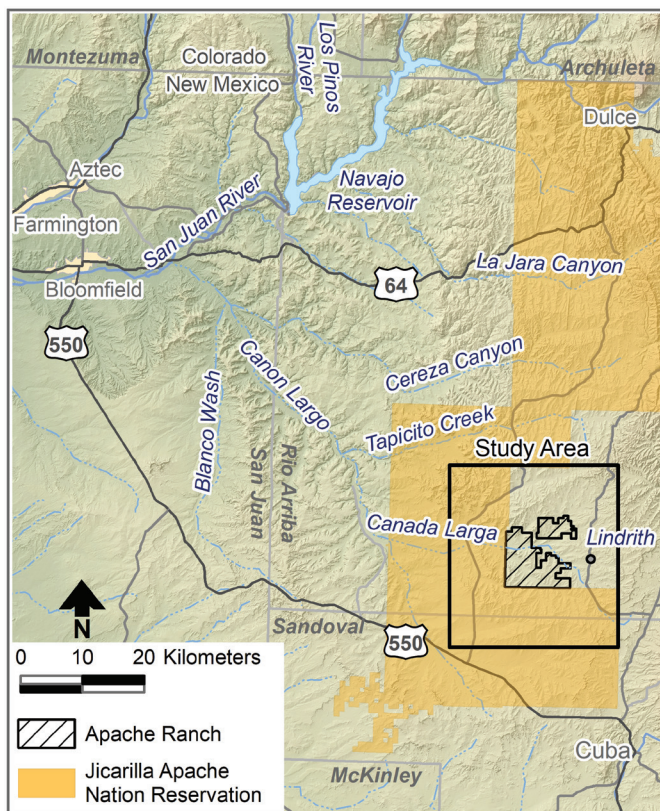 Montezuma
Colorado
New Mexico
Los Pinos
River
Archuleta
Dulce
Aztec
Farmington
San Juan River
Navajo
Reservoir
Bloomfield
64
La Jara Canyon
550
Canon Largo
Cereza Canyon
Blanco Wash
Tapicito Creek
Rio Arriba
San Juan
Study Area
Canada Larga
Lindrith
N
Sandoval
550
0 10 20 Kilometers
Apache Ranch
Cuba
Jicarilla Apache
Nation Reservation
McKinley